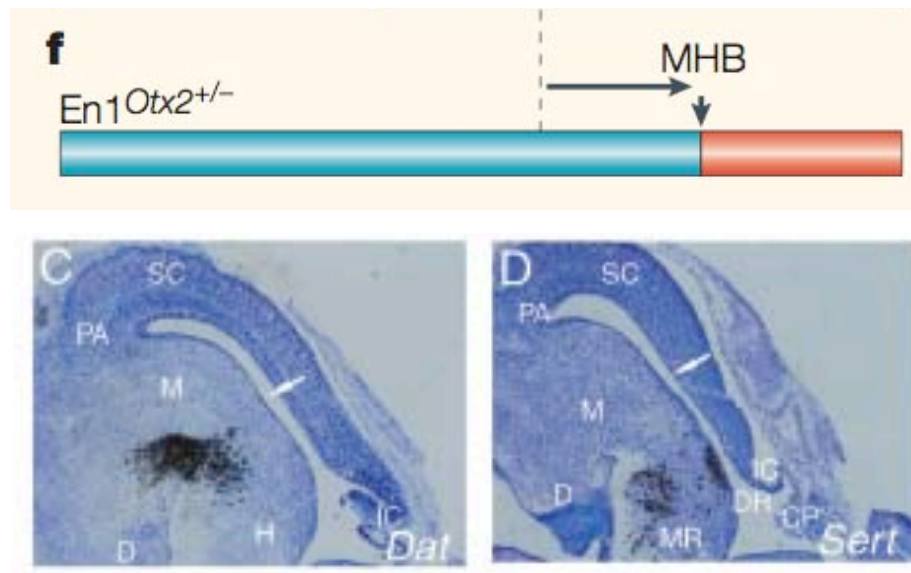 f
MHB
En1Otx2+/–
C
SC
PA
M
D
H
IC
Dat
D
SC
PA
M
D
IC
DR
CP
MR
Sert